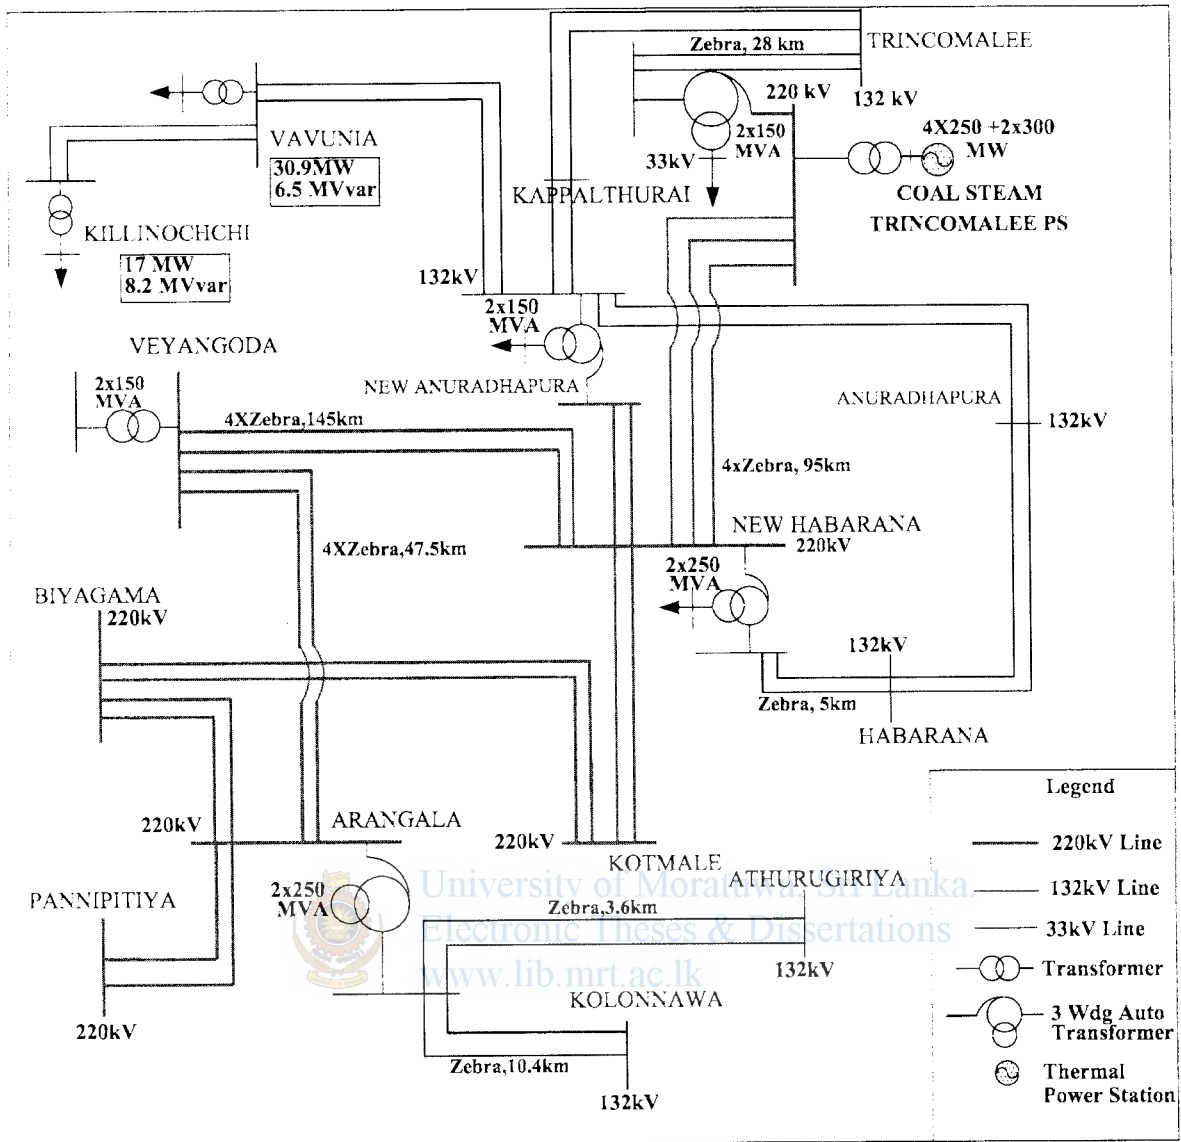 TRINCOMALEE
Zebra, 28 km
220 kV
132 kV
2x150
MVA
33kV
4X250 +2x300
MW
COAL STEAM
TRINCOMALEE PS
KAPPALTHURAI
VAVUNIA
30.9MW
6.5 MVvar
KILLINOCHCHI
17 MW
8.2 MVvar
132kV
2x150
MVA
VEYANGODA
2x150
MVA
NEW ANURADHAPURA
ANURADHAPURA
132kV
4XZebra,145km
4xZebra, 95km
NEW HABARANA
220kV
4XZebra,47.5km
2x250
MVA
BIYAGAMA
220kV
132kV
Zebra, 5km
HABARANA
ARANGALA
220kV
220kV
KOTMALE
2x250
MVA
PANNIPITIYA
220kV
ATHURUGIRIYA
Zebra,3.6km
132kV
KOLONNAWA
Zebra,10.4km
132kV
University of Moratuwa, Sri Lanka.
Electronic Theses & Dissertations
www.lib.mrt.ac.lk
Legend
220kV Line
132kV Line
33kV Line
Transformer
3 Wdg Auto
Transformer
Thermal
Power Station